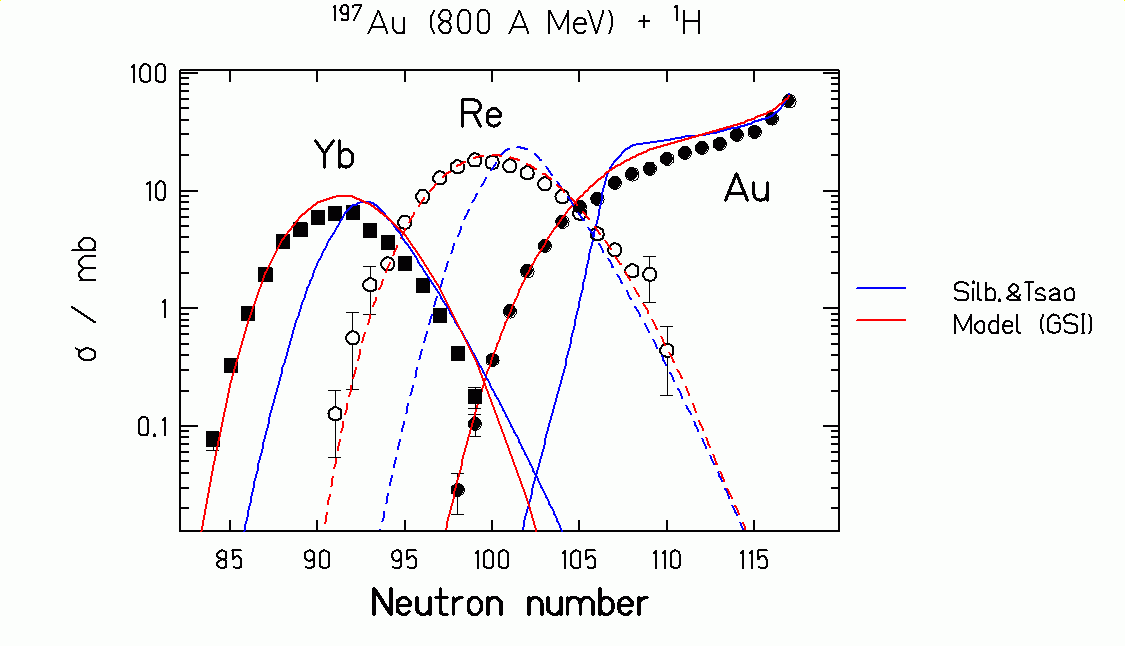 ¹⁹⁷Au (800 A MeV) + ¹H
100
10
1
0.1
σ / mb
Yb
Re
Au
85 90 95 100 105 110 115
Neutron number
Silb.&Tsao
Model (GSI)